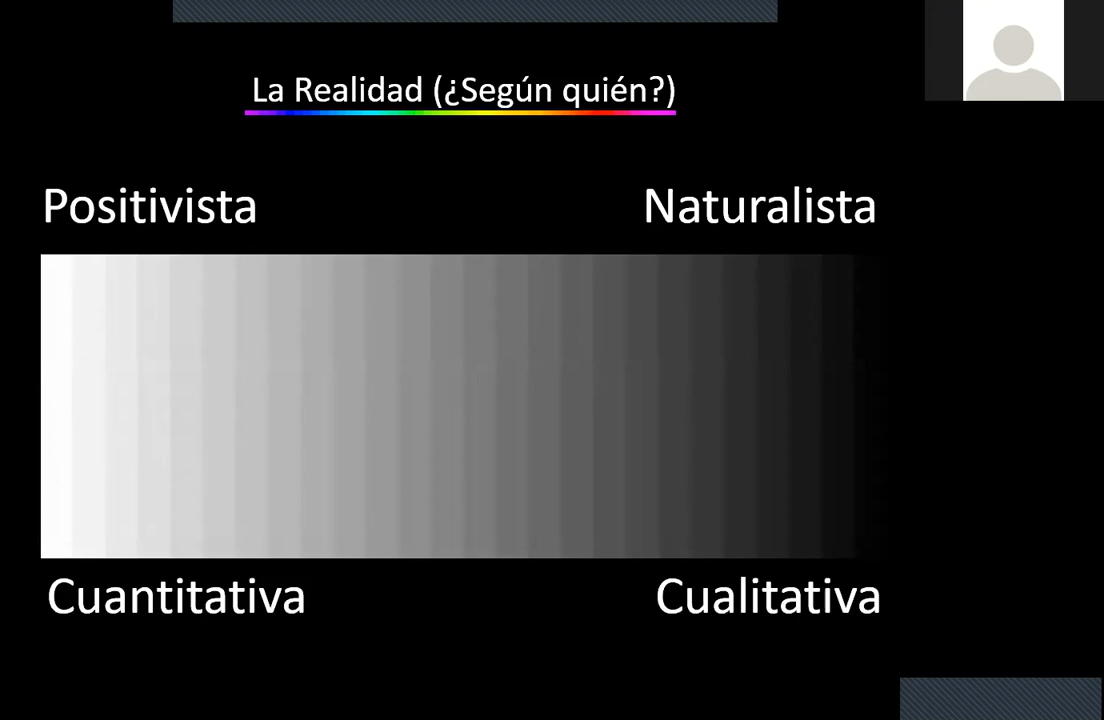 La Realidad (¿Según quién?)
Positivista
Naturalista
Cuantitativa
Cualitativa